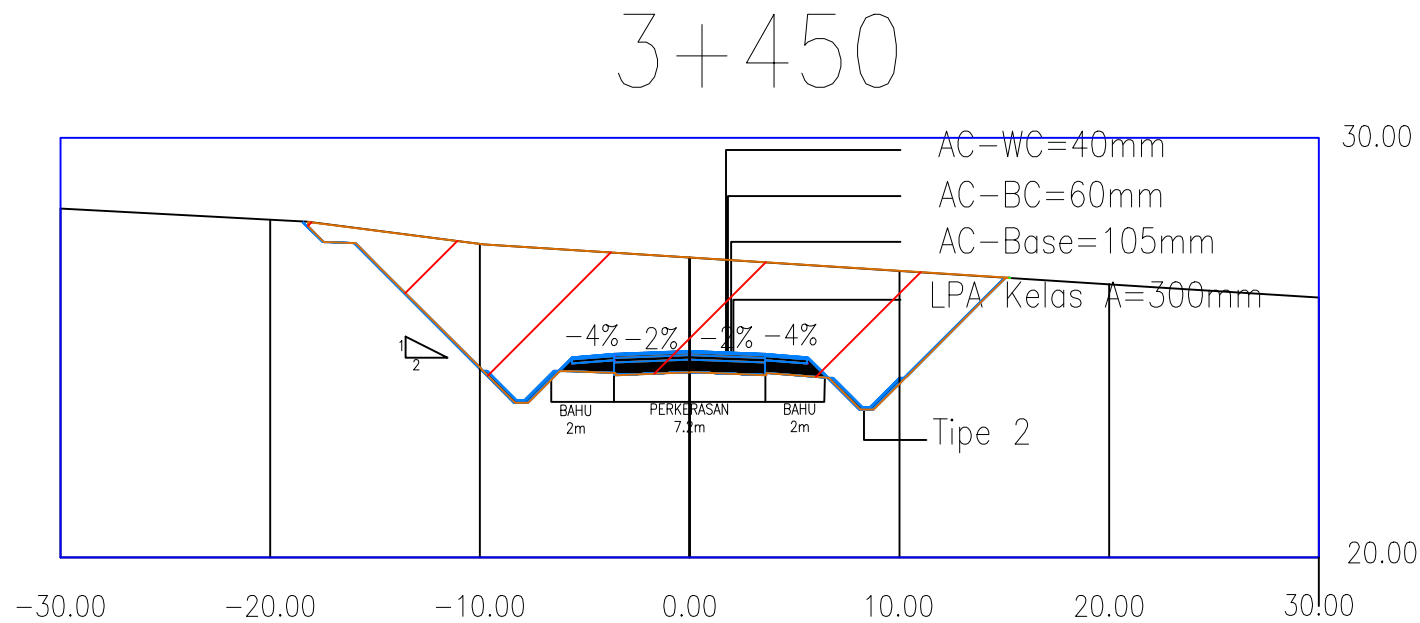 3+450
30.00
AC-WC=40mm
AC-BC=60mm
AC-Base=105mm
LPA Kelas A=300mm
-4% -2% -2% -4%
1
2
BAHU
2m
PERKERASAN
7.2m
BAHU
2m
Tipe 2
20.00
-30.00 -20.00 -10.00 0.00 10.00 20.00 30.00